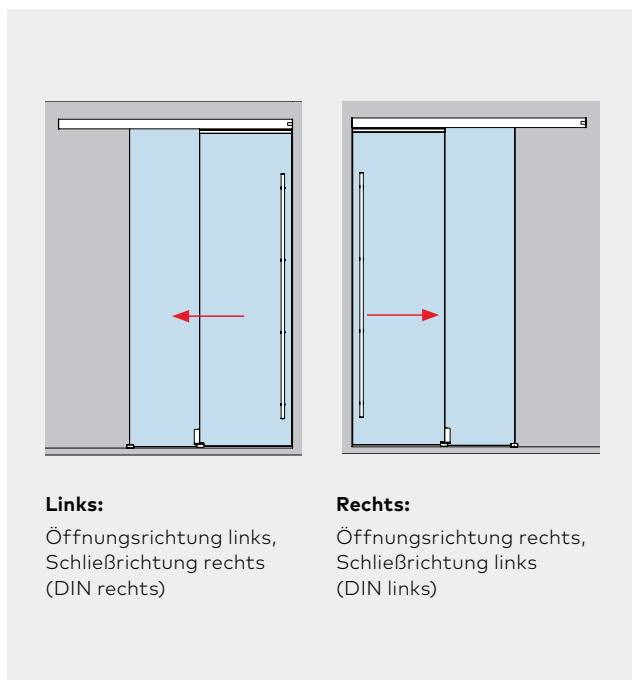 Links:
Öffnungsrichtung links,
Schließrichtung rechts
(DIN rechts)
Rechts:
Öffnungsrichtung rechts,
Schließrichtung links
(DIN links)